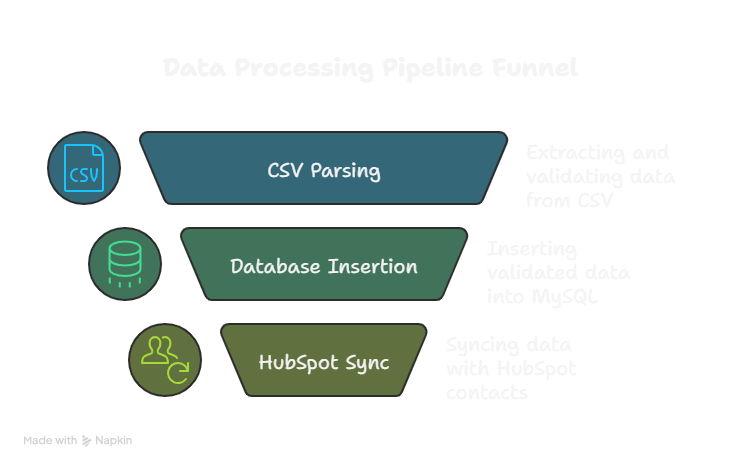 Data Processing Pipeline Funnel
CSV
CSV Parsing
Extracting and
validating data
from CSV
Database Insertion
Inserting
validated data
into MySQL
HubSpot Sync
Syncing data
with HubSpot
contacts
Made with Napkin